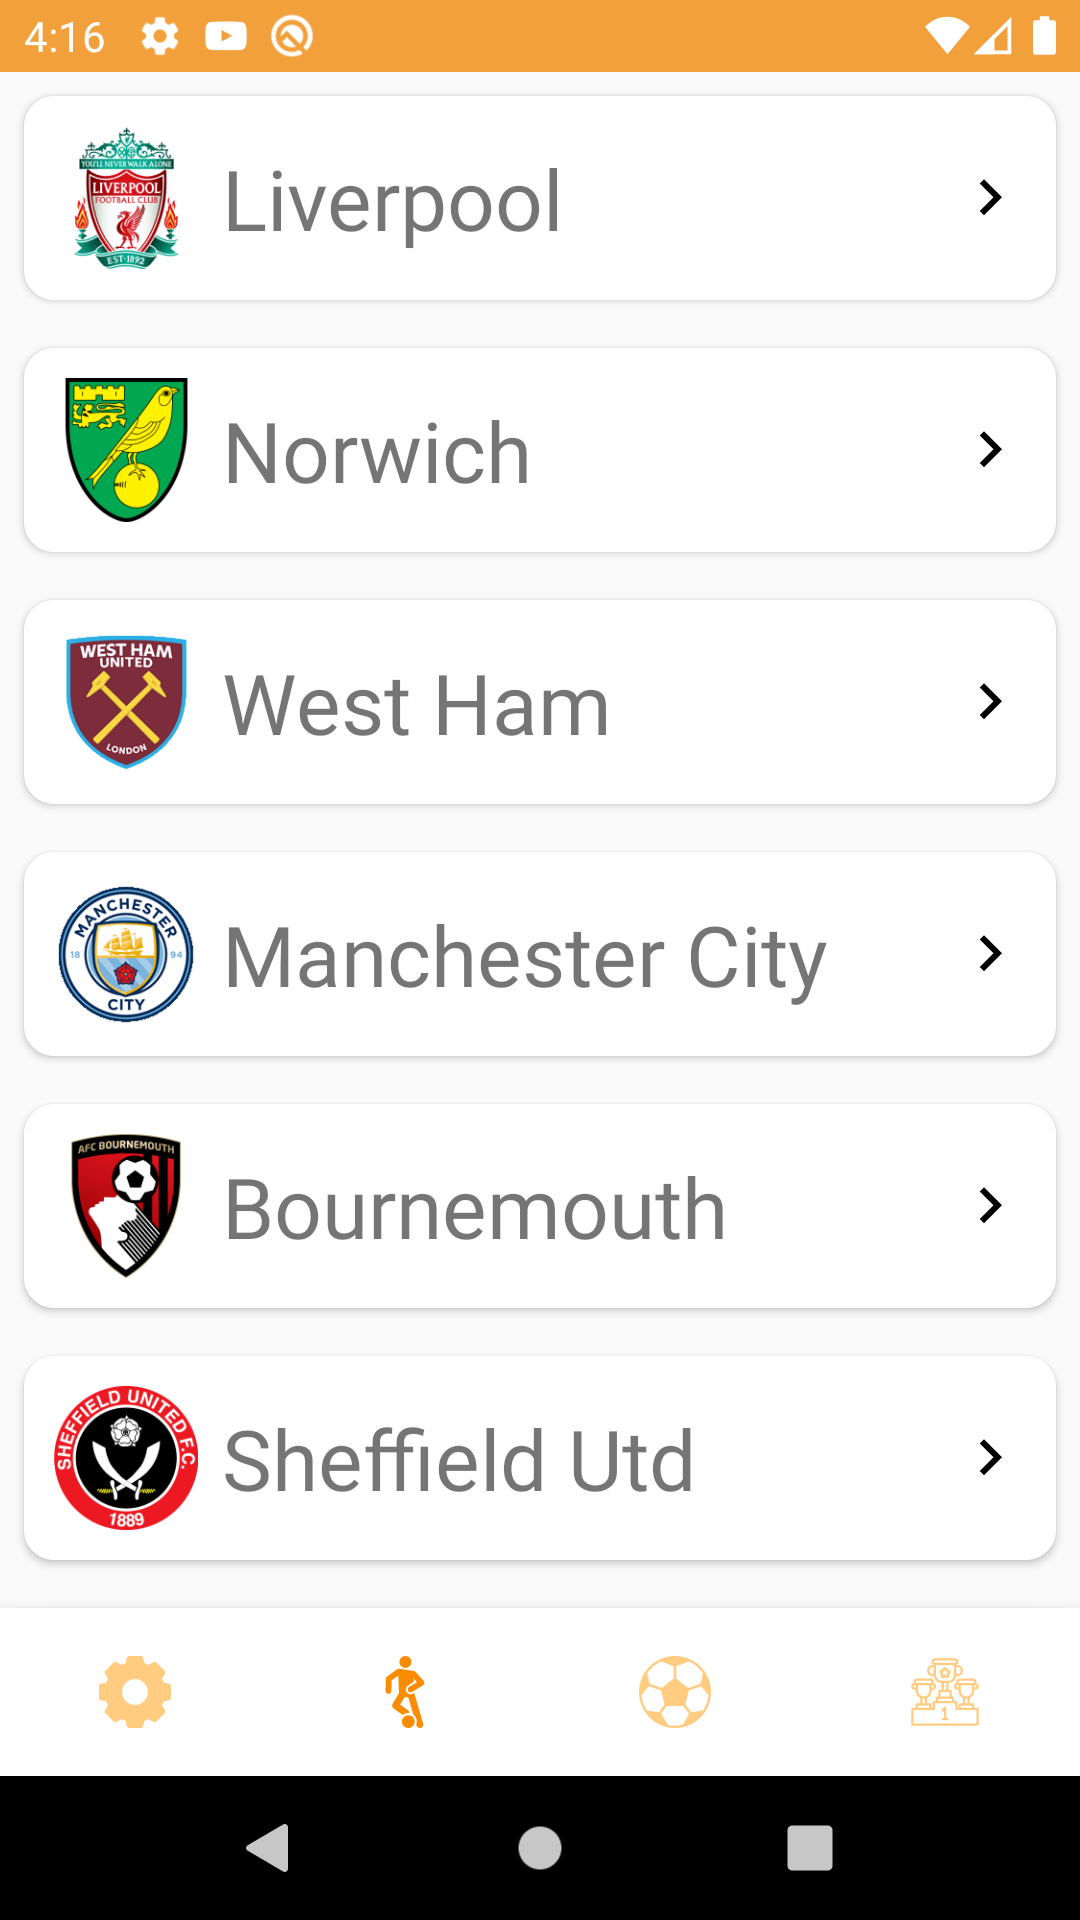 4:16
YOU'LL NEVER WALK ALONE
LIVERPOOL
FOOTBALL CLUB
EST·1892
Liverpool
Norwich
WEST HAM
UNITED
LONDON
West Ham
MANCHESTER
18 94
CITY
Manchester City
AFC BOURNEMOUTH
Bournemouth
SHEFFIELD UNITED F.C.
1889
Sheffield Utd
1